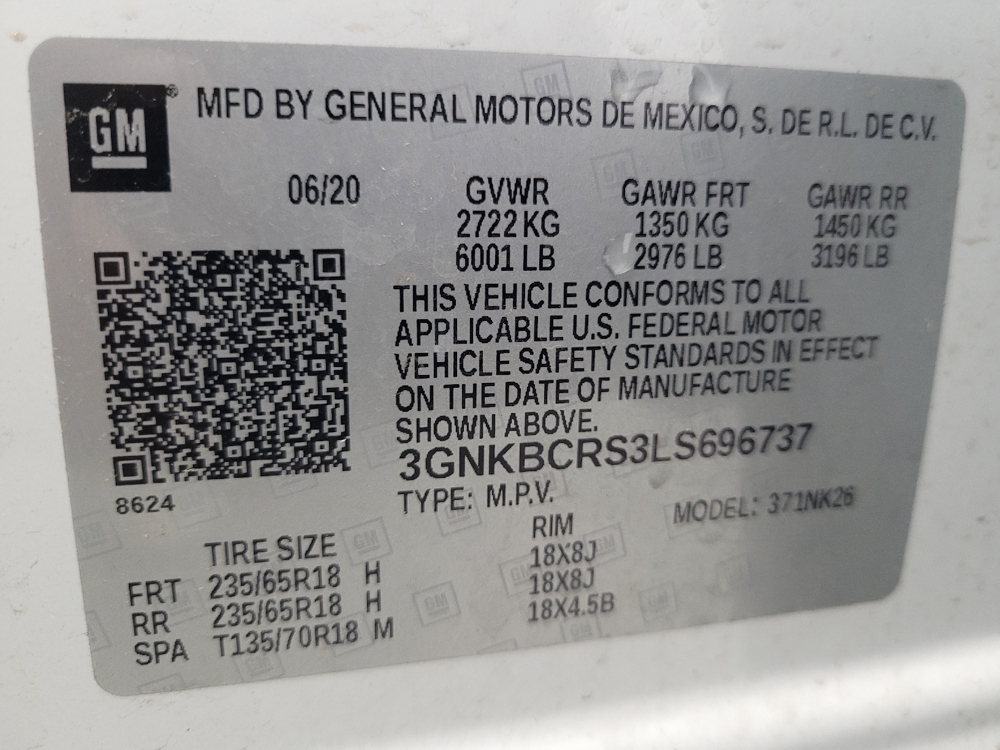 GM
MFD BY GENERAL MOTORS DE MEXICO, S. DE R.L. DE C.V.
06/20 GVWR GAWR FRT GAWR RR
2722 KG 1350 KG 1450 KG
6001 LB 2976 LB 3196 LB
THIS VEHICLE CONFORMS TO ALL
APPLICABLE U.S. FEDERAL MOTOR
VEHICLE SAFETY STANDARDS IN EFFECT
ON THE DATE OF MANUFACTURE
SHOWN ABOVE.
3GNKBCRS3LS696737
8624
TYPE: M.P.V. MODEL: 371NK26
TIRE SIZE RIM
FRT 235/65R18 H 18X8J
RR 235/65R18 H 18X8J
SPA T135/70R18 M 18X4.5B